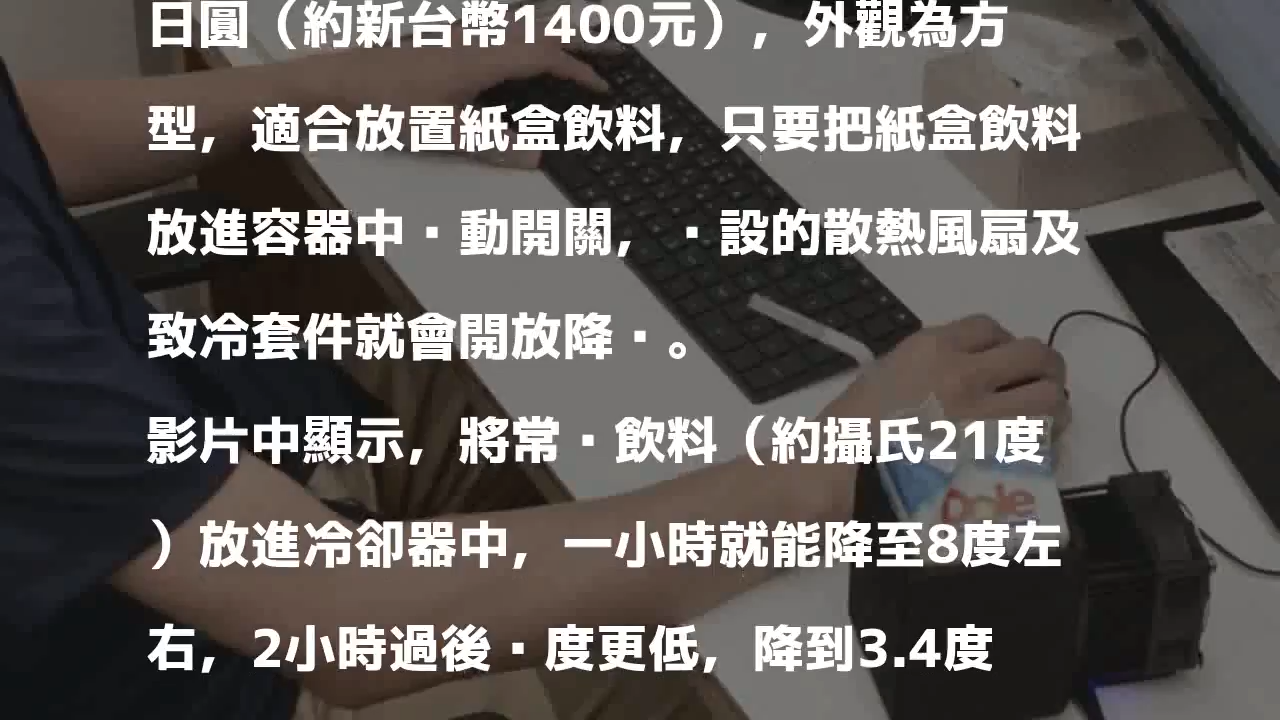 日圓（約新台幣1400元），外觀為方
型，適合放置紙盒飲料，只要把紙盒飲料
放進容器中▪動開關，▪設的散熱風扇及
致冷套件就會開放降▪。
影片中顯示，將常▪飲料（約攝氏21度
）放進冷卻器中，一小時就能降至8度左
右，2小時過後▪度更低，降到3.4度
Dole